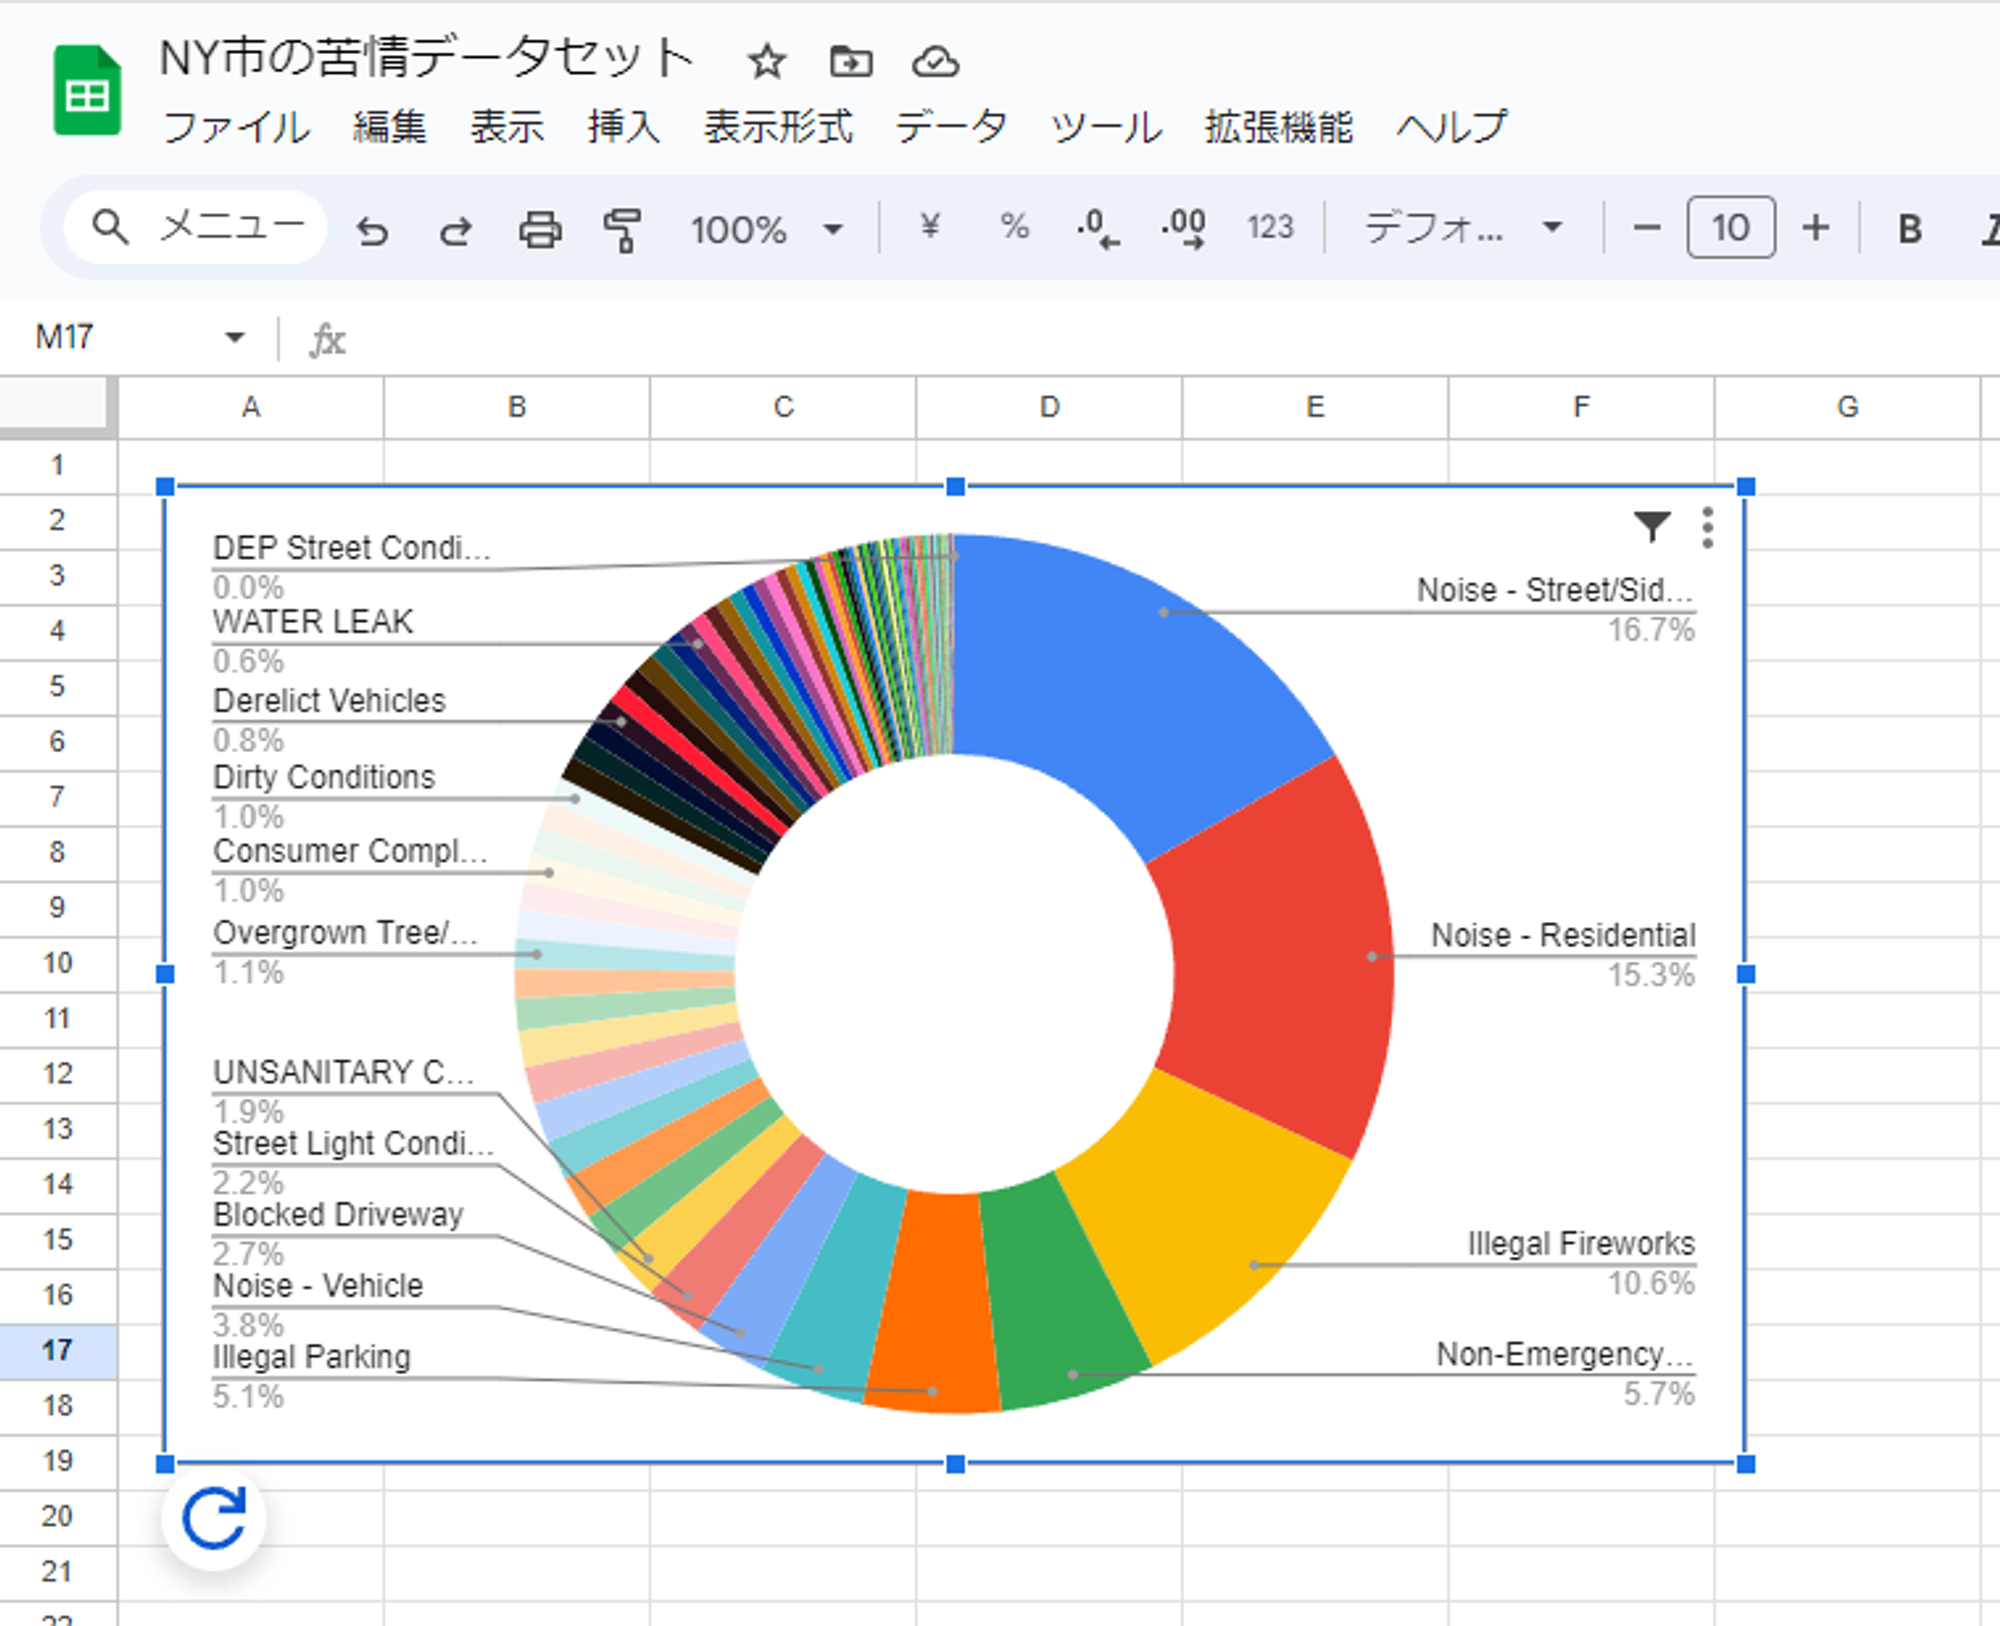 NY市の苦情データセット
ファイル 編集 表示 挿入 表示形式 データ ツール 拡張機能 ヘルプ
メニュー 100% ¥ % .0 .00 123 デフォ... 10 B I
M17 fx
A B C D E F G
1
2
3
4
5
6
7
8
9
10
11
12
13
14
15
16
17
18
19
20
21
22
DEP Street Condi...
0.0%
WATER LEAK
0.6%
Derelict Vehicles
0.8%
Dirty Conditions
1.0%
Consumer Compl...
1.0%
Overgrown Tree/...
1.1%
UNSANITARY C...
1.9%
Street Light Condi...
2.2%
Blocked Driveway
2.7%
Noise - Vehicle
3.8%
Illegal Parking
5.1%
Noise - Street/Sid...
16.7%
Noise - Residential
15.3%
Illegal Fireworks
10.6%
Non-Emergency...
5.7%